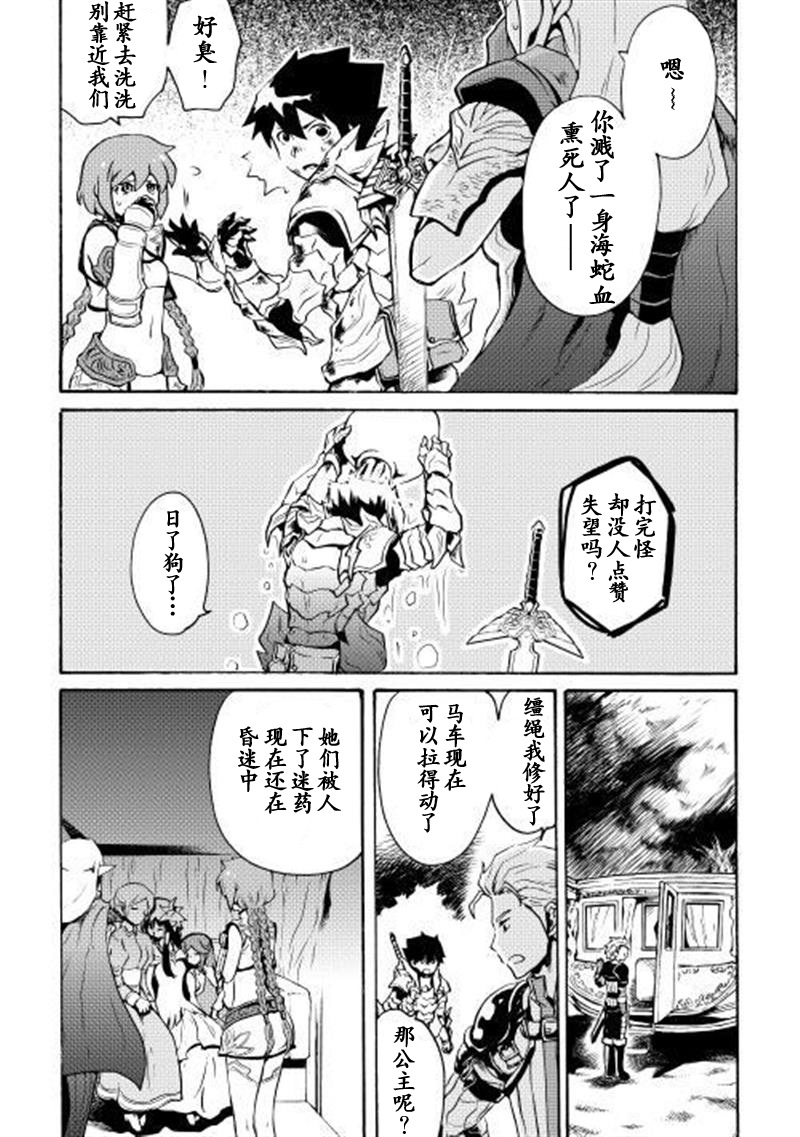 嗯~
你溅了一身海蛇血
熏死人了——
好臭！
赶紧去洗洗
别靠近我们
打完怪
却没人点赞
失望吗？
日了狗了…
缰绳我修好了
马车现在
可以拉得动了
那公主呢？
她们被人
下了迷药
现在还在
昏迷中